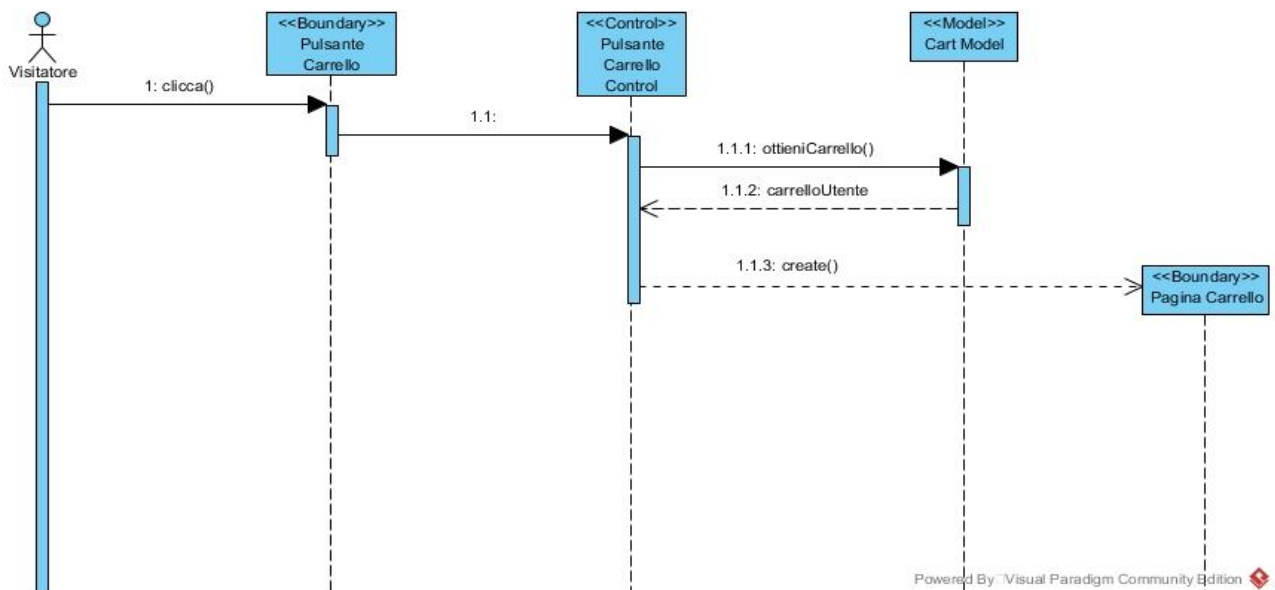 <<Boundary>>
Pulsante
Carrello
<<Control>>
Pulsante
Carrello
Control
<<Model>>
Cart Model
Visitatore
1: clicca()
1.1:
1.1.1: ottieniCarrello()
1.1.2: carrelloUtente
1.1.3: create()
<<Boundary>>
Pagina Carrello
Powered By Visual Paradigm Community Edition